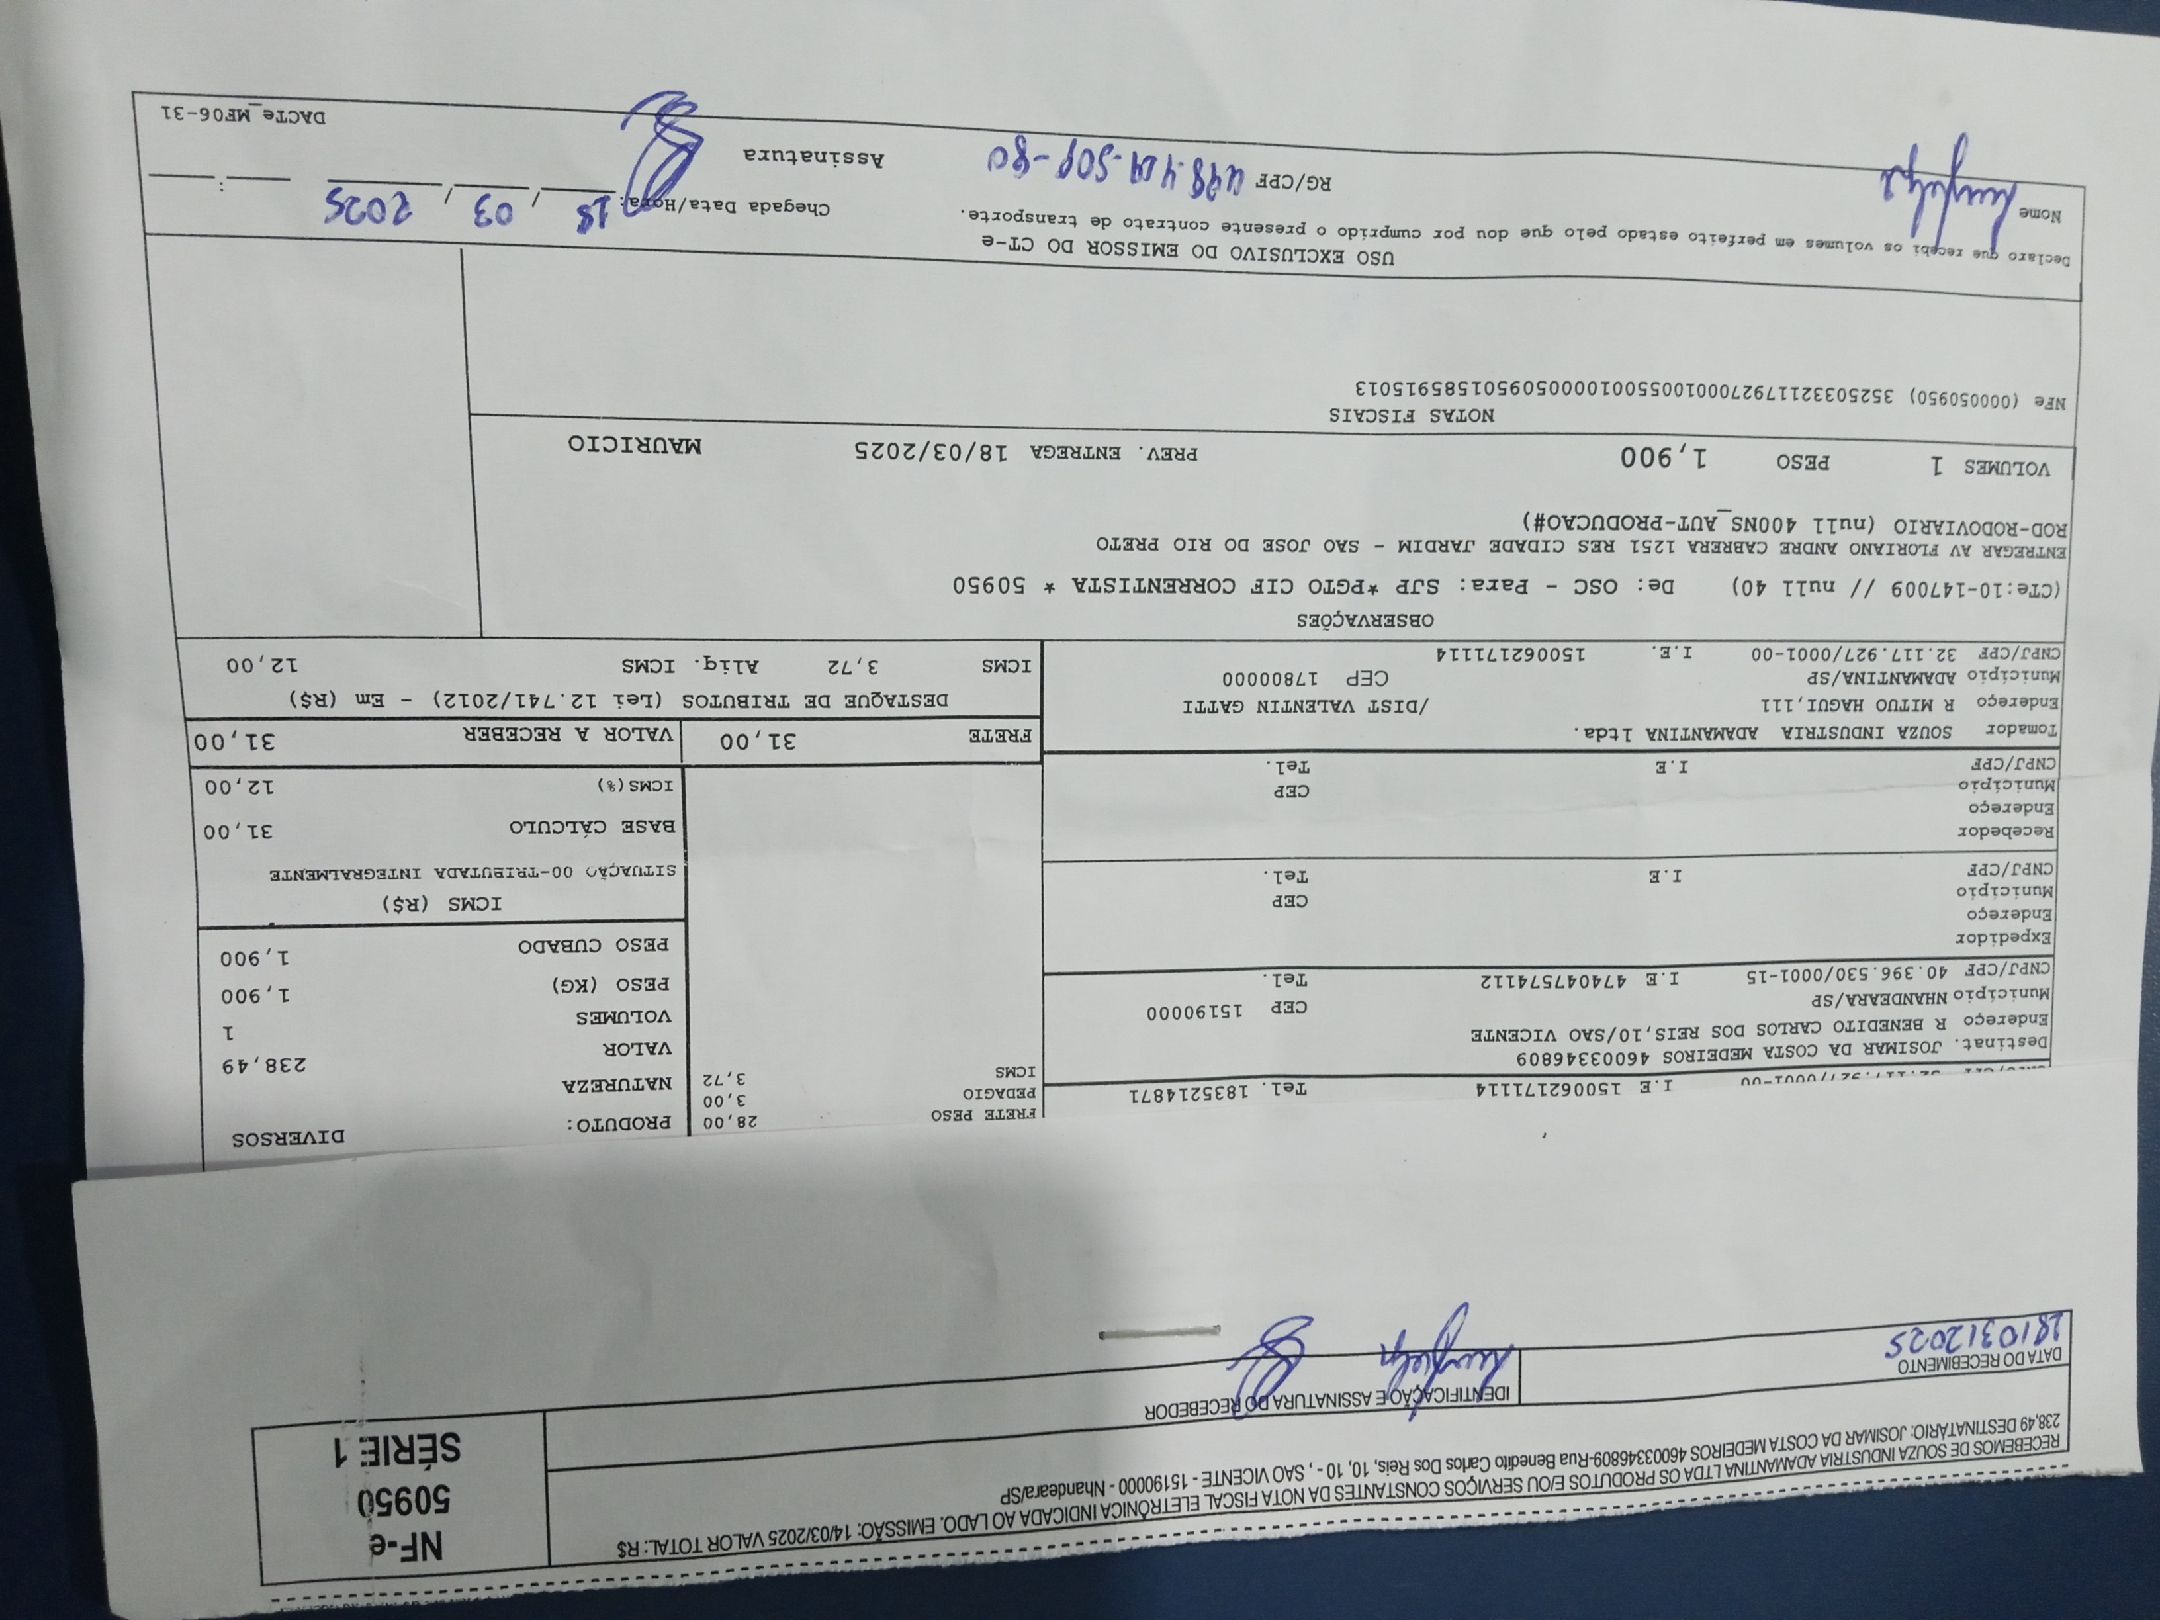 NF-e
50950
SÉRIE 1
RECEBEMOS DE SOUZA INDUSTRIA ADAMANTINA LTDA OS PRODUTOS E/OU SERVIÇOS CONSTANTES DA NOTA FISCAL ELETRÔNICA INDICADA AO LADO. EMISSÃO: 14/03/2025 VALOR TOTAL: R$
238,49 DESTINATÁRIO: JOSIMAR DA COSTA MEDEIROS 46003346809-Rua Benedito Carlos Dos Reis, 10, 10 - , SAO VICENTE - 15190000 - Nhandeara/SP
DATA DO RECEBIMENTO
18/03/2025
IDENTIFICAÇÃO E ASSINATURA DO RECEBEDOR
I.E 150062171114 Tel. 1835214871
Destinat. JOSIMAR DA COSTA MEDEIROS 46003346809
Endereço R BENEDITO CARLOS DOS REIS,10/SAO VICENTE
Município NHANDEARA/SP CEP 15190000
CNPJ/CPF 40.396.530/0001-15 I.E 474047574112 Tel.
Expedidor
Endereço
Município CEP
CNPJ/CPF I.E Tel.
Recebedor
Endereço
Município CEP
CNPJ/CPF I.E Tel.
Tomador SOUZA INDUSTRIA ADAMANTINA ltda.
Endereço R MITUO HAGUI,111 /DIST VALENTIN GATTI
Município ADAMANTINA/SP CEP 17800000
CNPJ/CPF 32.117.927/0001-00 I.E. 150062171114
FRETE PESO 28,00
PEDAGIO 3,00
ICMS 3,72
PRODUTO: DIVERSOS
NATUREZA
VALOR 238,49
VOLUMES 1
PESO (KG) 1,900
PESO CUBADO 1,900
ICMS (R$)
SITUAÇÃO 00-TRIBUTADA INTEGRALMENTE
BASE CÁLCULO 31,00
ICMS(%) 12,00
FRETE 31,00 VALOR A RECEBER 31,00
DESTAQUE DE TRIBUTOS (Lei 12.741/2012) - Em (R$)
ICMS 3,72 Aliq. ICMS 12,00
OBSERVAÇÕES
(CTe:10-147009 // null 40) De: OSC - Para: SJP *PGTO CIF CORRENTISTA * 50950
ENTREGAR AV FLORIANO ANDRE CABRERA 1251 RES CIDADE JARDIM - SAO JOSE DO RIO PRETO
ROD-RODOVIARIO (null 400NS_AUT-PRODUCAO#)
VOLUMES 1 PESO 1,900 PREV. ENTREGA 18/03/2025 MAURICIO
NOTAS FISCAIS
NFe (000050950) 35250332117927000100550010000509501585915013
USO EXCLUSIVO DO EMISSOR DO CT-e
Declaro que recebi os volumes em perfeito estado pelo que dou por cumprido o presente contrato de transporte.
Chegada Data/Hora: 18 / 03 / 2025 :
Nome
RG/CPF
Assinatura
DACTe_MF06-31